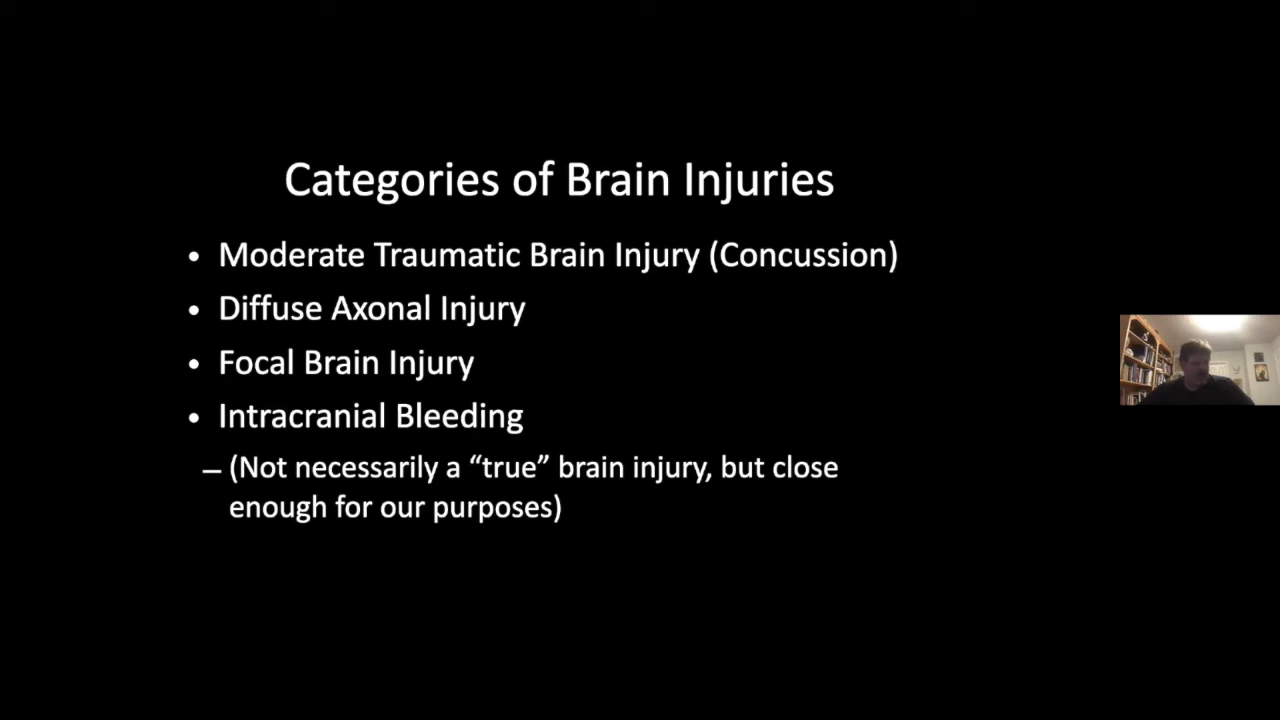 Categories of Brain Injuries
• Moderate Traumatic Brain Injury (Concussion)
• Diffuse Axonal Injury
• Focal Brain Injury
• Intracranial Bleeding
– (Not necessarily a “true” brain injury, but close
enough for our purposes)